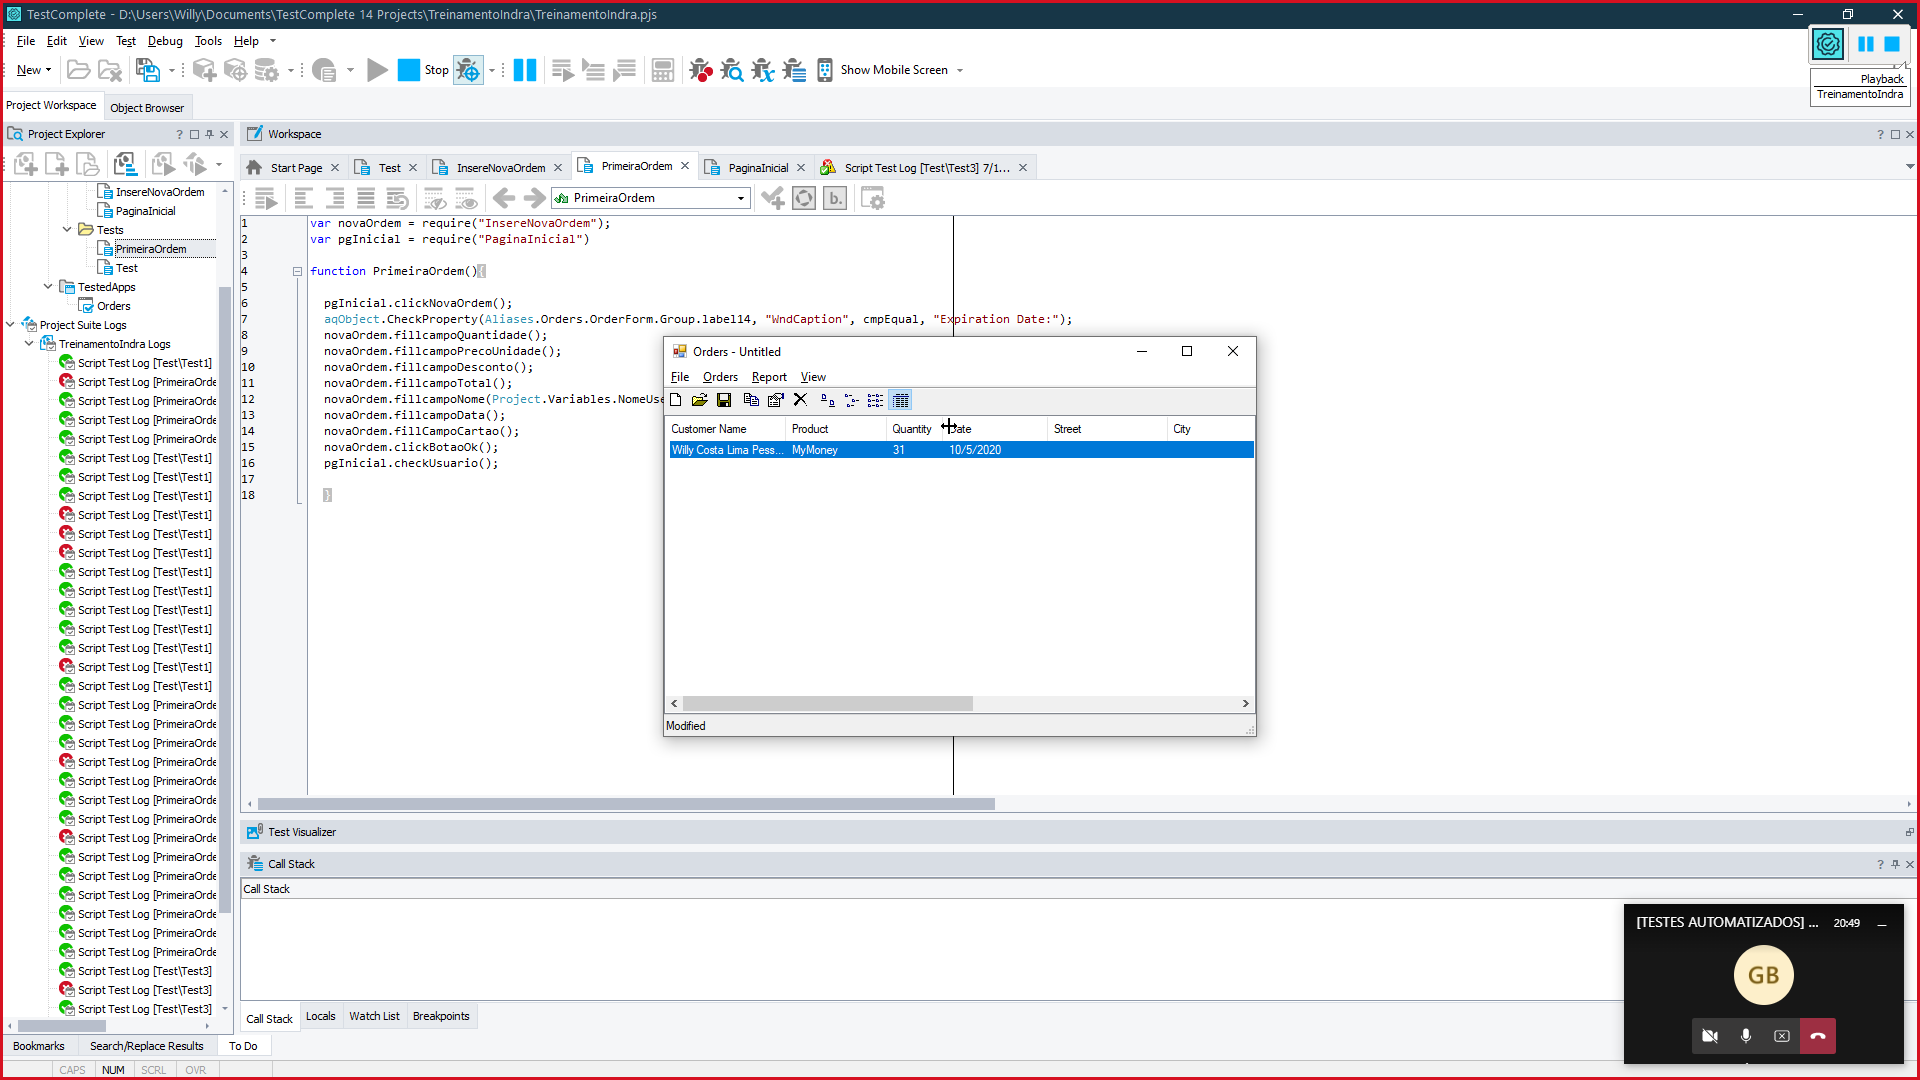 TestComplete - D:\Users\Willy\Documents\TestComplete 14 Projects\TreinamentoIndra\TreinamentoIndra.pjs
File Edit View Test Debug Tools Help
New Stop Show Mobile Screen
Playback
TreinamentoIndra
Project Workspace Object Browser
Project Explorer
Workspace
Start Page Test InsereNovaOrdem PrimeiraOrdem PaginaInicial Script Test Log [Test\Test3] 7/1...
PrimeiraOrdem
b.
InsereNovaOrdem
PaginaInicial
Tests
PrimeiraOrdem
Test
TestedApps
Orders
Project Suite Logs
TreinamentoIndra Logs
Script Test Log [Test\Test1]
Script Test Log [PrimeiraOrde
Script Test Log [PrimeiraOrde
Script Test Log [PrimeiraOrde
Script Test Log [PrimeiraOrde
Script Test Log [Test\Test1]
Script Test Log [Test\Test1]
Script Test Log [Test\Test1]
Script Test Log [Test\Test1]
Script Test Log [Test\Test1]
Script Test Log [Test\Test1]
Script Test Log [Test\Test1]
Script Test Log [Test\Test1]
Script Test Log [Test\Test1]
Script Test Log [Test\Test1]
Script Test Log [Test\Test1]
Script Test Log [Test\Test1]
Script Test Log [Test\Test1]
Script Test Log [PrimeiraOrde
Script Test Log [PrimeiraOrde
Script Test Log [PrimeiraOrde
Script Test Log [PrimeiraOrde
Script Test Log [PrimeiraOrde
Script Test Log [PrimeiraOrde
Script Test Log [PrimeiraOrde
Script Test Log [PrimeiraOrde
Script Test Log [PrimeiraOrde
Script Test Log [PrimeiraOrde
Script Test Log [PrimeiraOrde
Script Test Log [PrimeiraOrde
Script Test Log [PrimeiraOrde
Script Test Log [PrimeiraOrde
Script Test Log [Test\Test3]
Script Test Log [Test\Test3]
Script Test Log [Test\Test3]
1 var novaOrdem = require("InsereNovaOrdem");
2 var pgInicial = require("PaginaInicial")
3
4 function PrimeiraOrdem(){
5
6 pgInicial.clickNovaOrdem();
7 aqObject.CheckProperty(Aliases.Orders.OrderForm.Group.label14, "WndCaption", cmpEqual, "Expiration Date:");
8 novaOrdem.fillcampoQuantidade();
9 novaOrdem.fillcampoPrecoUnidade();
10 novaOrdem.fillcampoDesconto();
11 novaOrdem.fillcampoTotal();
12 novaOrdem.fillcampoNome(Project.Variables.NomeUse
13 novaOrdem.fillcampoData();
14 novaOrdem.fillCampoCartao();
15 novaOrdem.clickBotaoOk();
16 pgInicial.checkUsuario();
17
18 }
Orders - Untitled
File Orders Report View
Customer Name Product Quantity Date Street City
Willy Costa Lima Pess... MyMoney 31 10/5/2020
Modified
Test Visualizer
Call Stack
Call Stack
Call Stack Locals Watch List Breakpoints
Bookmarks Search/Replace Results To Do
CAPS NUM SCRL OVR
[TESTES AUTOMATIZADOS] ... 20:49
GB